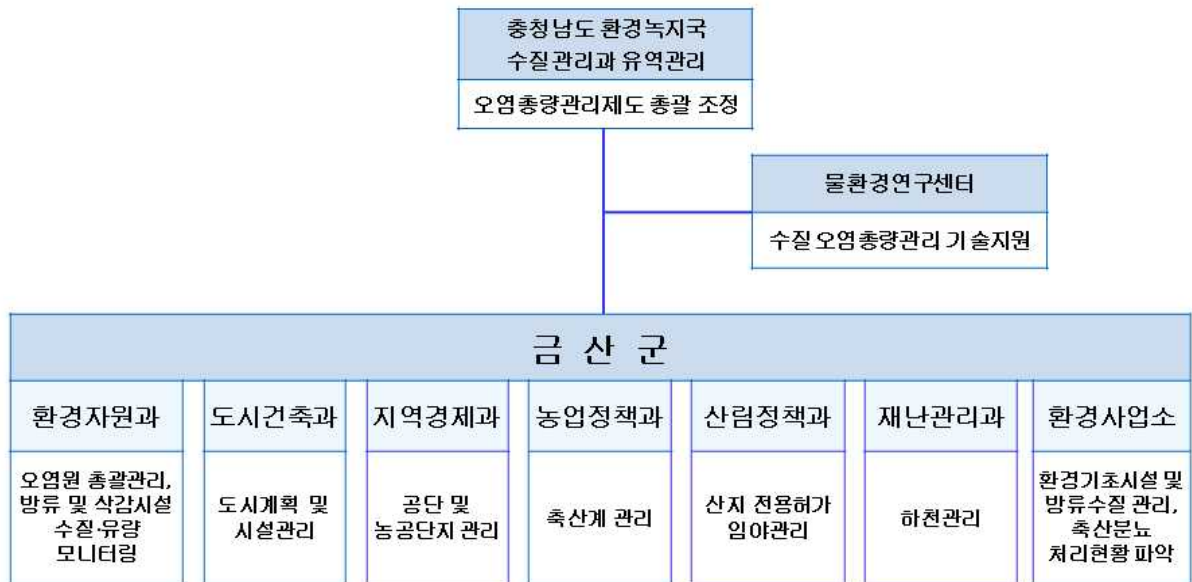 충청남도 환경녹지국
수질관리과 유역관리
오염총량관리제도 총괄 조정
물환경연구센터
수질 오염총량관리 기술지원
금 산 군
환경자원과
도시건축과
지역경제과
농업정책과
산림정책과
재난관리과
환경사업소
오염원 총괄관리,
방류 및 삭감시설
수질·유량
모니터링
도시계획 및
시설관리
공단 및
농공단지 관리
축산계 관리
산지 전용허가
임야관리
하천관리
환경기초시설 및
방류수질 관리,
축산분뇨
처리현황 파악